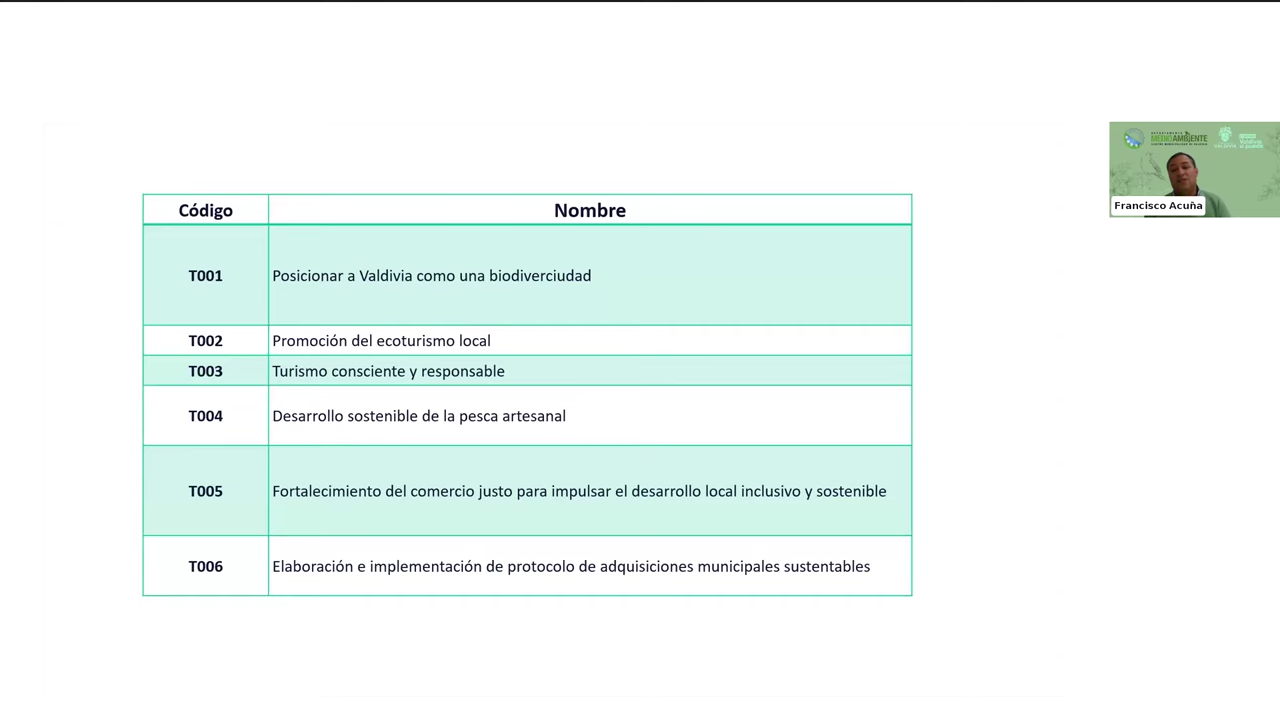 Código Nombre
T001 Posicionar a Valdivia como una biodiverciudad
T002 Promoción del ecoturismo local
T003 Turismo consciente y responsable
T004 Desarrollo sostenible de la pesca artesanal
T005 Fortalecimiento del comercio justo para impulsar el desarrollo local inclusivo y sostenible
T006 Elaboración e implementación de protocolo de adquisiciones municipales sustentables
MEDIO AMBIENTE
Francisco Acuña